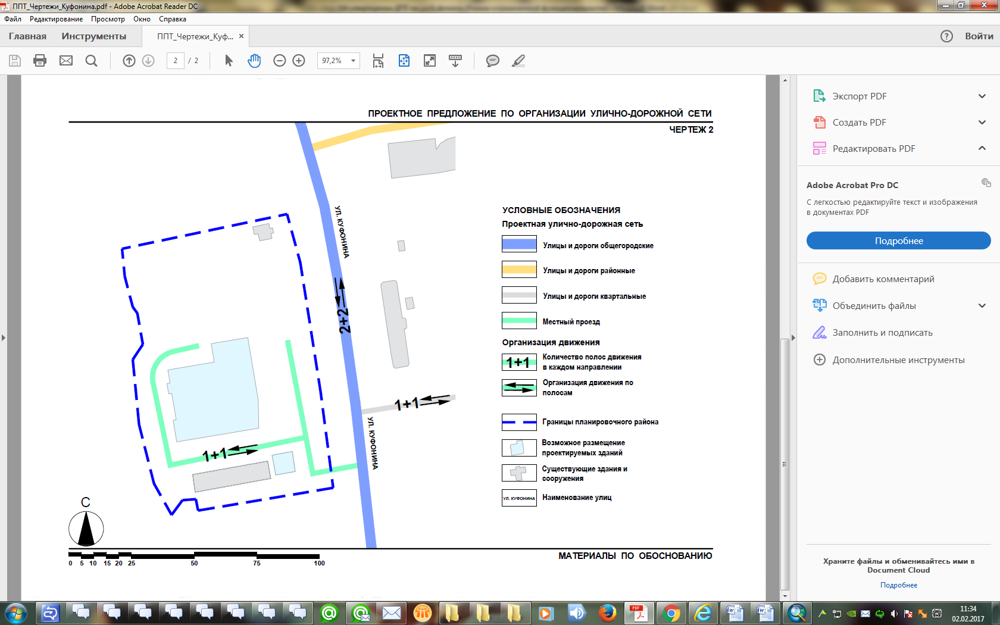 ППТ_Чертежи_Куфонина.pdf - Adobe Acrobat Reader DC
Файл Редактирование Просмотр Окно Справка
Главная Инструменты ППТ_Чертежи_Куф... × Войти
2 / 2 97,2%
ПРОЕКТНОЕ ПРЕДЛОЖЕНИЕ ПО ОРГАНИЗАЦИИ УЛИЧНО-ДОРОЖНОЙ СЕТИ
ЧЕРТЕЖ 2
УЛ. КУФОНИНА
2+2
1+1
УЛ. КУФОНИНА
1+1
С
0 5 10 15 20 25 50 75 100
УСЛОВНЫЕ ОБОЗНАЧЕНИЯ
Проектная улично-дорожная сеть
Улицы и дороги общегородские
Улицы и дороги районные
Улицы и дороги квартальные
Местный проезд
Организация движения
1+1 Количество полос движения
в каждом направлении
Организация движения по
полосам
Границы планировочного района
Возможное размещение
проектируемых зданий
Существующие здания и
сооружения
УЛ. КУФОНИНА Наименование улиц
МАТЕРИАЛЫ ПО ОБОСНОВАНИЮ
Экспорт PDF
Создать PDF
Редактировать PDF
Adobe Acrobat Pro DC
С легкостью редактируйте текст и изображения
в документах PDF
Подробнее
Добавить комментарий
Объединить файлы
Заполнить и подписать
Дополнительные инструменты
Храните файлы и обменивайтесь ими в
Document Cloud
Подробнее
11:34
02.02.2017